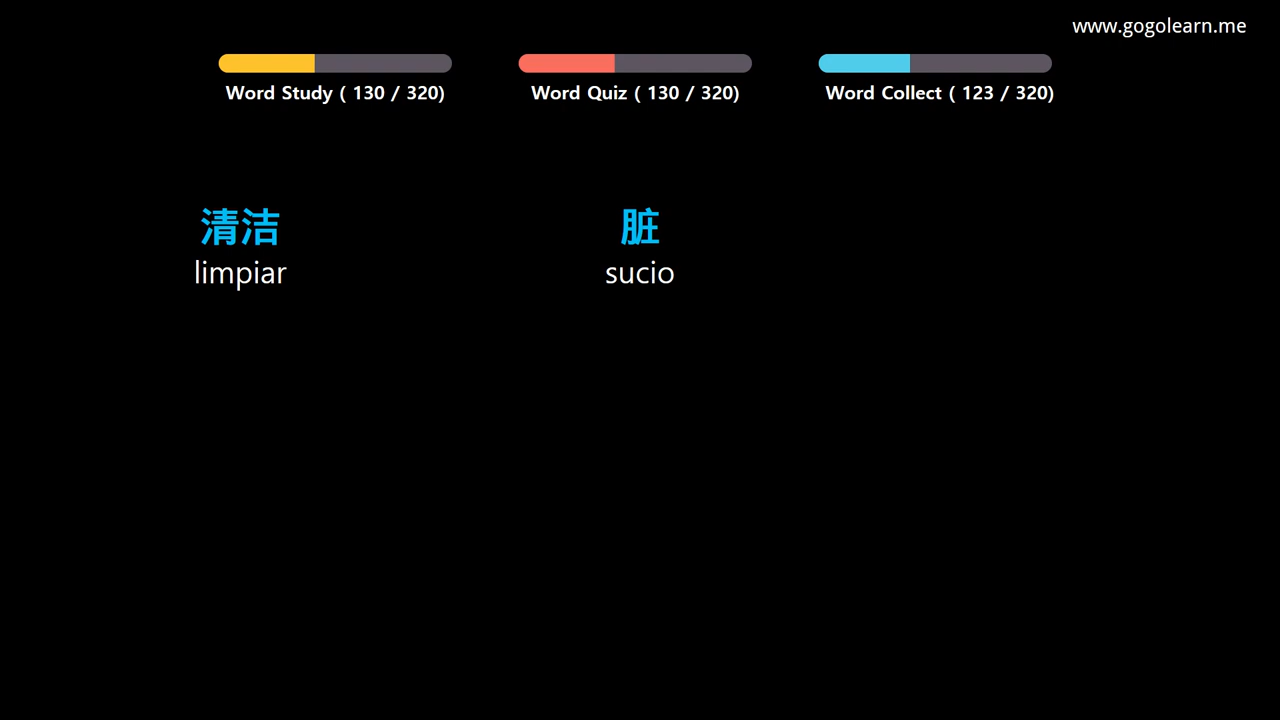 www.gogolearn.me
Word Study ( 130 / 320)
Word Quiz ( 130 / 320)
Word Collect ( 123 / 320)
清洁
limpiar
脏
sucio